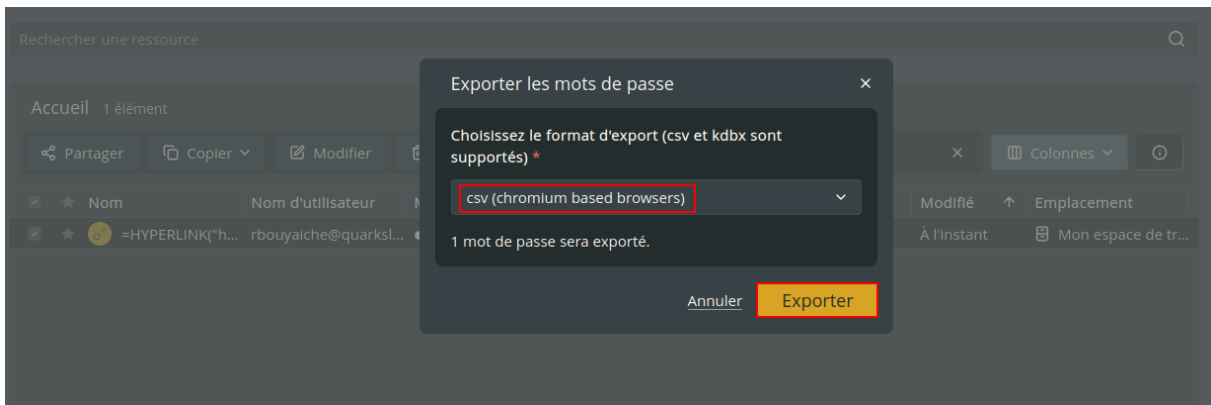 Rechercher une ressource
Exporter les mots de passe
Accueil 1 élément
Choisissez le format d'export (csv et kdbx sont
supportés) *
Partager Copier Modifier Colonnes
csv (chromium based browsers)
Nom Nom d'utilisateur Modifié Emplacement
=HYPERLINK("h... rbouyaiche@quarksl... À l'instant Mon espace de tr...
1 mot de passe sera exporté.
Annuler Exporter